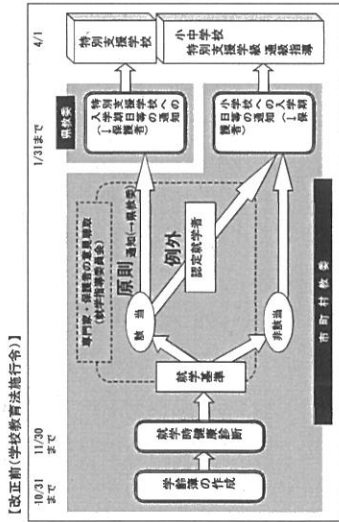 【改正前(学校教育法施行令)】
10/31
まで
11/30
まで
1/31まで
4/1
学齢簿の作成
就学時健康診断
就学基準
専門家・保護者の意見聴取
(就学指導委員会)
該当
非該当
原則
通知(→県教委)
例外
認定就学者
県教委
特別支援学校への
入学期日等の通知
(→保護者)
小中学校への入学
期日等の通知
(→保護者)
特別支援学校
小中学校
特別支援学級 通級指導
市町村教委